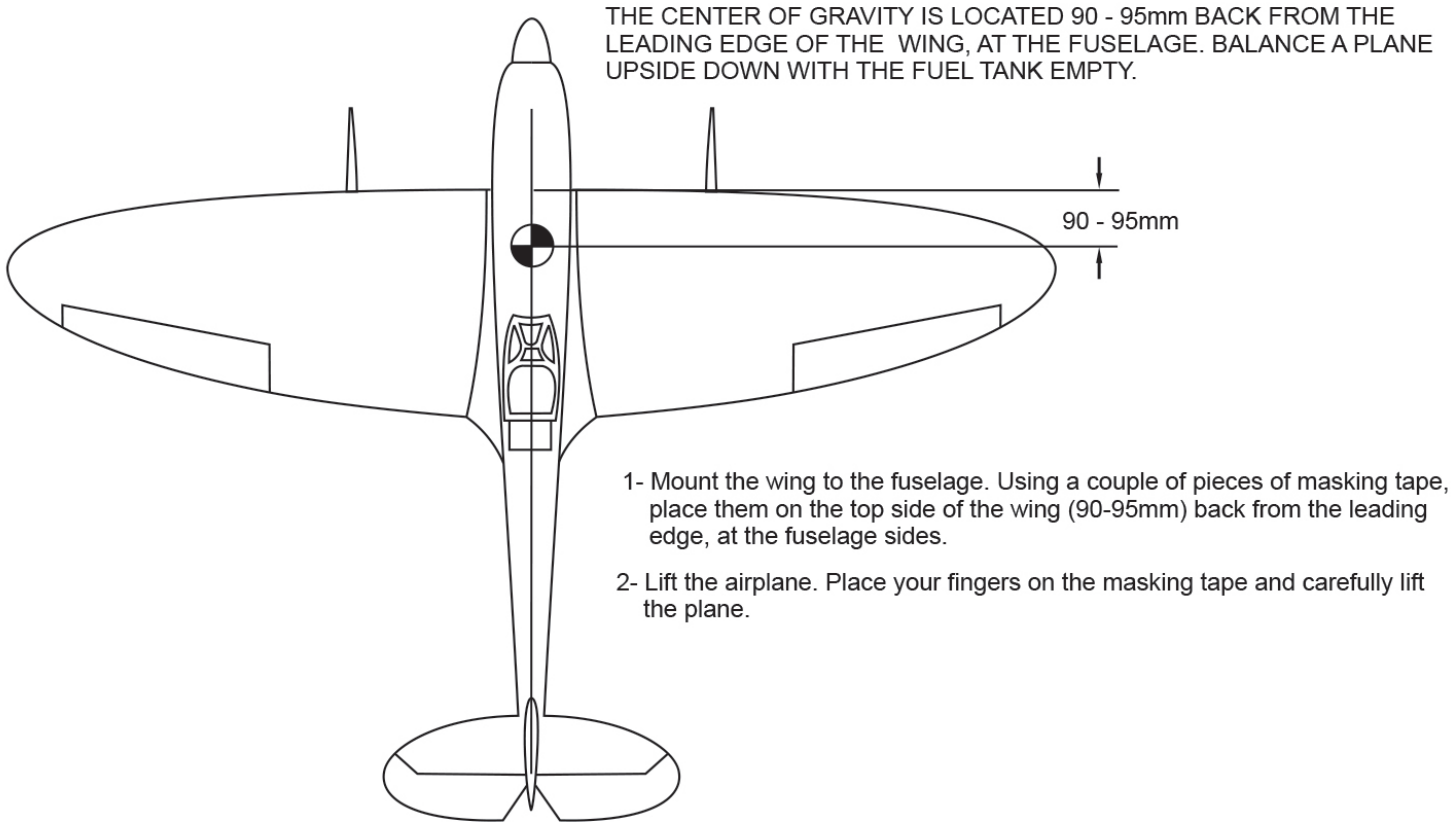 THE CENTER OF GRAVITY IS LOCATED 90 - 95mm BACK FROM THE
LEADING EDGE OF THE WING, AT THE FUSELAGE. BALANCE A PLANE
UPSIDE DOWN WITH THE FUEL TANK EMPTY.
90 - 95mm
1- Mount the wing to the fuselage. Using a couple of pieces of masking tape,
place them on the top side of the wing (90-95mm) back from the leading
edge, at the fuselage sides.
2- Lift the airplane. Place your fingers on the masking tape and carefully lift
the plane.